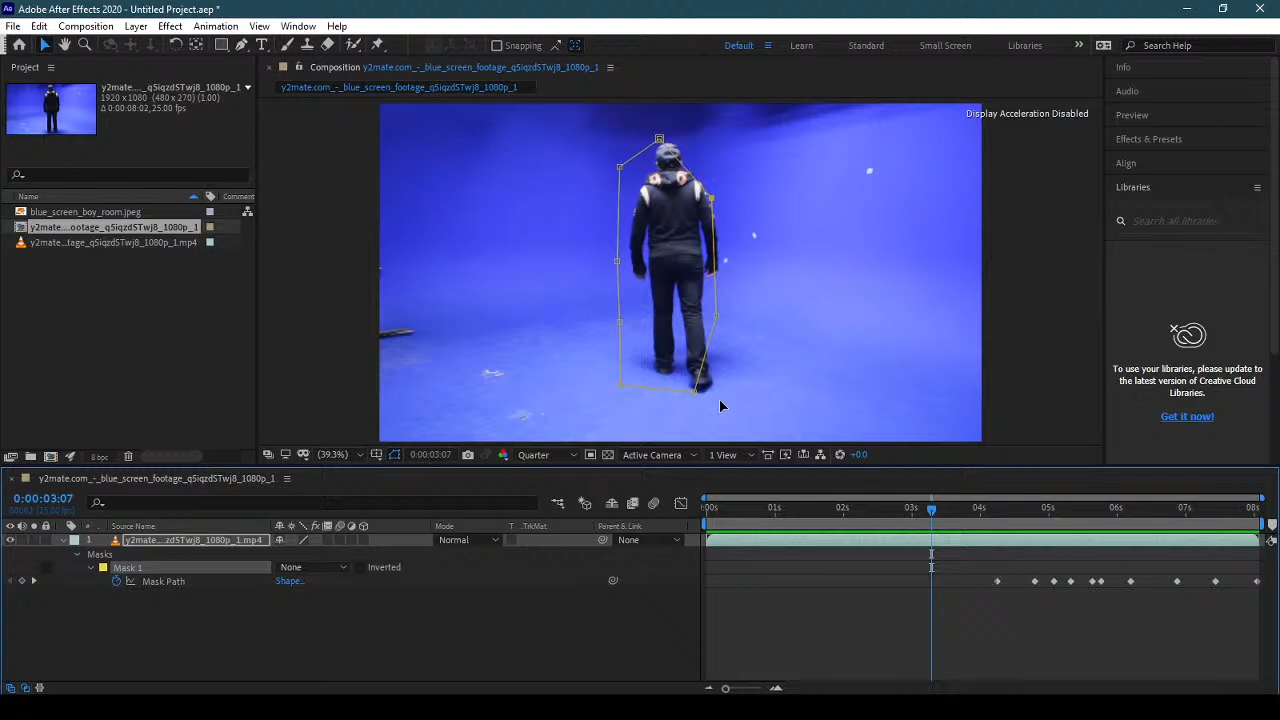 Adobe After Effects 2020 - Untitled Project.aep *
File Edit Composition Layer Effect Animation View Window Help
Snapping Default Learn Standard Small Screen Libraries Search Help
Project
y2mate.com_-_blue_screen_footage_q5iqzdSTwj8_1080p_1
1920 x 1080 (480 x 270) (1.00)
Δ 0:00:08:02, 25.00 fps
Name Comment
blue_screen_boy_room.jpeg
y2mate....ootage_q5iqzdSTwj8_1080p_1
y2mate...tage_q5iqzdSTwj8_1080p_1.mp4
8 bpc
Composition y2mate.com_-_blue_screen_footage_q5iqzdSTwj8_1080p_1
y2mate.com_-_blue_screen_footage_q5iqzdSTwj8_1080p_1
Display Acceleration Disabled
(39.3%) 0:00:03:07 Quarter Active Camera 1 View +0.0
Info
Audio
Preview
Effects & Presets
Align
Libraries
Search all libraries
To use your libraries, please update to the latest version of Creative Cloud Libraries.
Get it now!
y2mate.com_-_blue_screen_footage_q5iqzdSTwj8_1080p_1
0:00:03:07
00082 (25.00 fps)
# Source Name Mode T .TrkMat Parent & Link
1 y2mate....zdSTwj8_1080p_1.mp4 Normal None
Masks
Mask 1 None Inverted
Mask Path Shape...
:00s 01s 02s 03s 04s 05s 06s 07s 08s